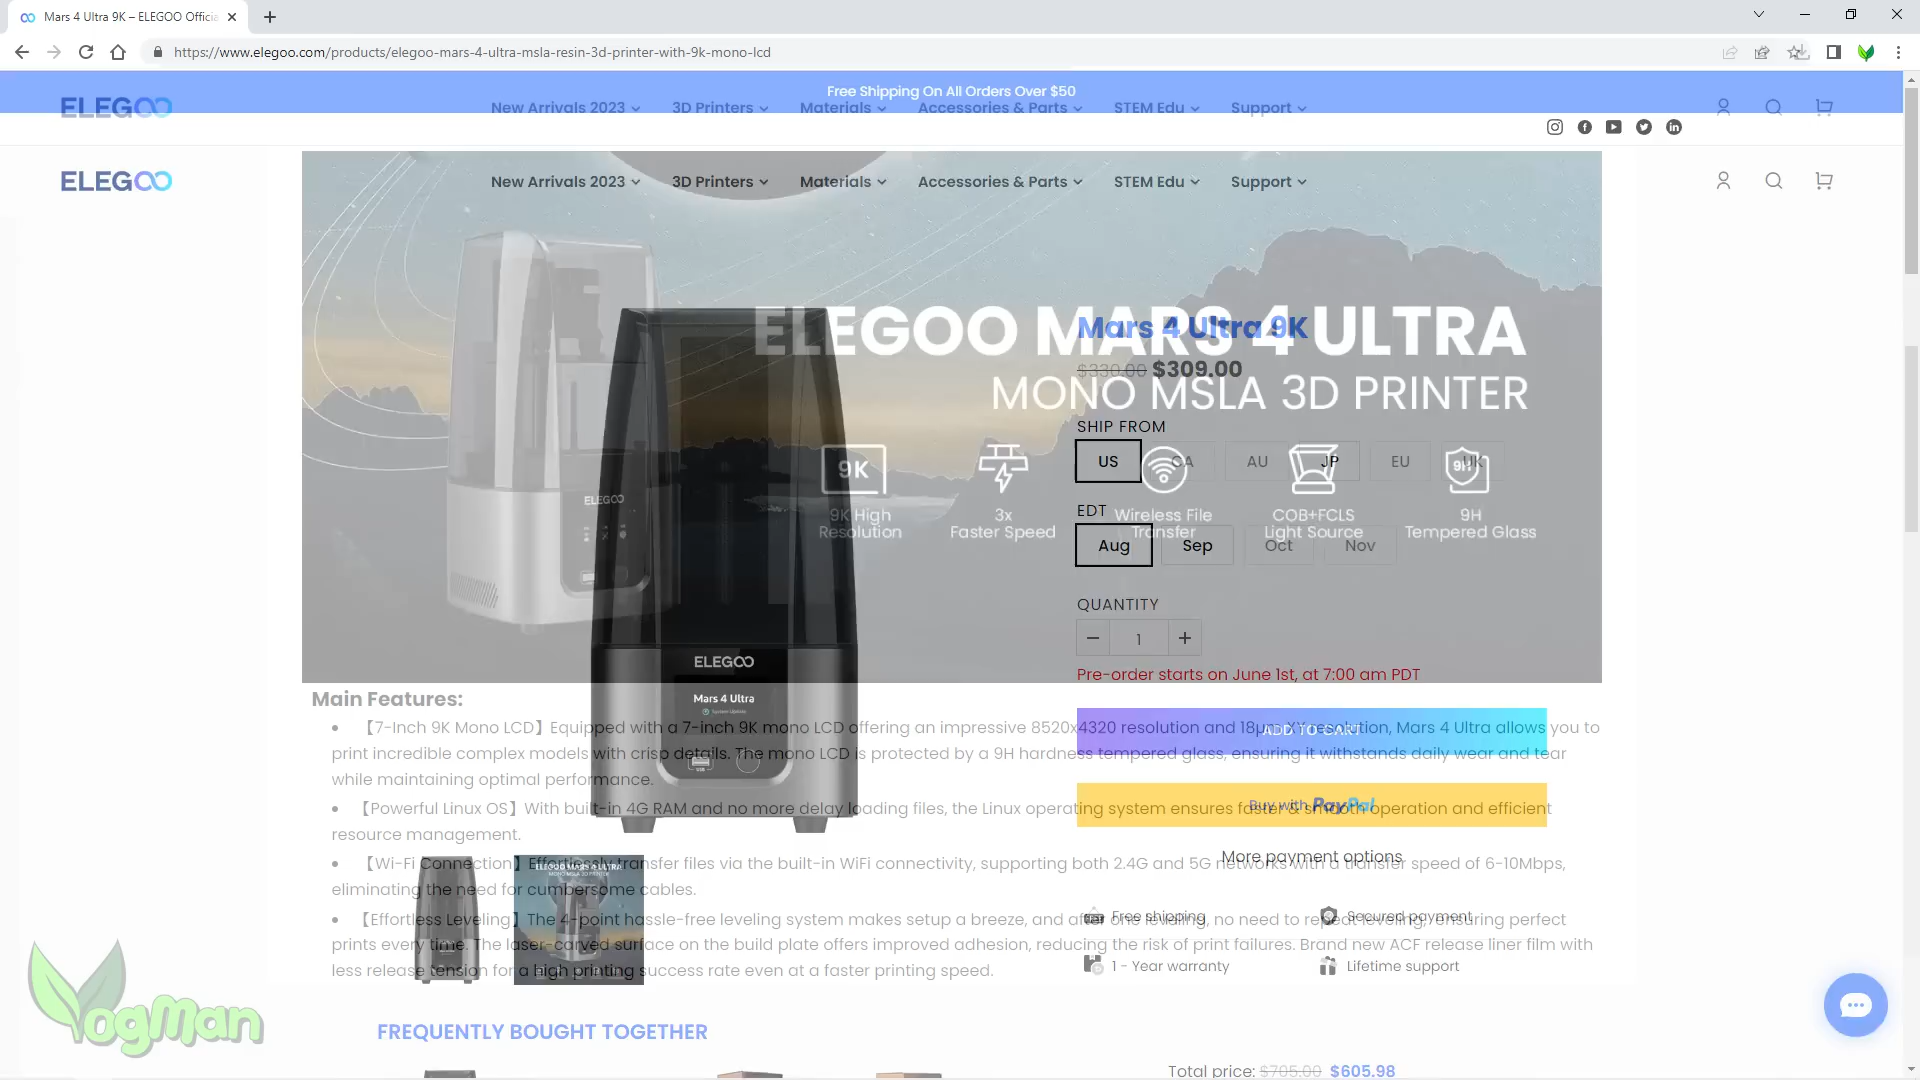 Mars 4 Ultra 9K – ELEGOO Officia
https://www.elegoo.com/products/elegoo-mars-4-ultra-msla-resin-3d-printer-with-9k-mono-lcd
Free Shipping On All Orders Over $50
ELEGOO
New Arrivals 2023 3D Printers Materials Accessories & Parts STEM Edu Support
ELEGOO
New Arrivals 2023 3D Printers Materials Accessories & Parts STEM Edu Support
ELEGOO MARS 4 ULTRA
MONO MSLA 3D PRINTER
Mars 4 Ultra 9K
$330.00 $309.00
SHIP FROM
US CA AU JP EU UK
9K
9H
9K High
Resolution
3x
Faster Speed
Wireless File
Transfer
COB+FCLS
Light Source
9H
Tempered Glass
EDT
Aug Sep Oct Nov
ELEGOO
QUANTITY
1
ELEGOO
Mars 4 Ultra
Pre-order starts on June 1st, at 7:00 am PDT
ADD TO CART
Buy with PayPal
More payment options
Free shipping
Secured payment
1 - Year warranty
Lifetime support
Main Features:
【7-Inch 9K Mono LCD】Equipped with a 7-inch 9K mono LCD offering an impressive 8520x4320 resolution and 18μm XY resolution, Mars 4 Ultra allows you to
print incredible complex models with crisp details. The mono LCD is protected by a 9H hardness tempered glass, ensuring it withstands daily wear and tear
while maintaining optimal performance.
【Powerful Linux OS】With built-in 4G RAM and no more delay loading files, the Linux operating system ensures faster & smooth operation and efficient
resource management.
【Wi-Fi Connection】Effortlessly transfer files via the built-in WiFi connectivity, supporting both 2.4G and 5G networks with a transfer speed of 6-10Mbps,
eliminating the need for cumbersome cables.
【Effortless Leveling】The 4-point hassle-free leveling system makes setup a breeze, and after one leveling, no need to repeat leveling, ensuring perfect
prints every time. The laser-carved surface on the build plate offers improved adhesion, reducing the risk of print failures. Brand new ACF release liner film with
less release tension for a high printing success rate even at a faster printing speed.
ELEGOO MARS 4 ULTRA
MONO MSLA 3D PRINTER
YogMan
FREQUENTLY BOUGHT TOGETHER
Total price: $705.00 $605.98